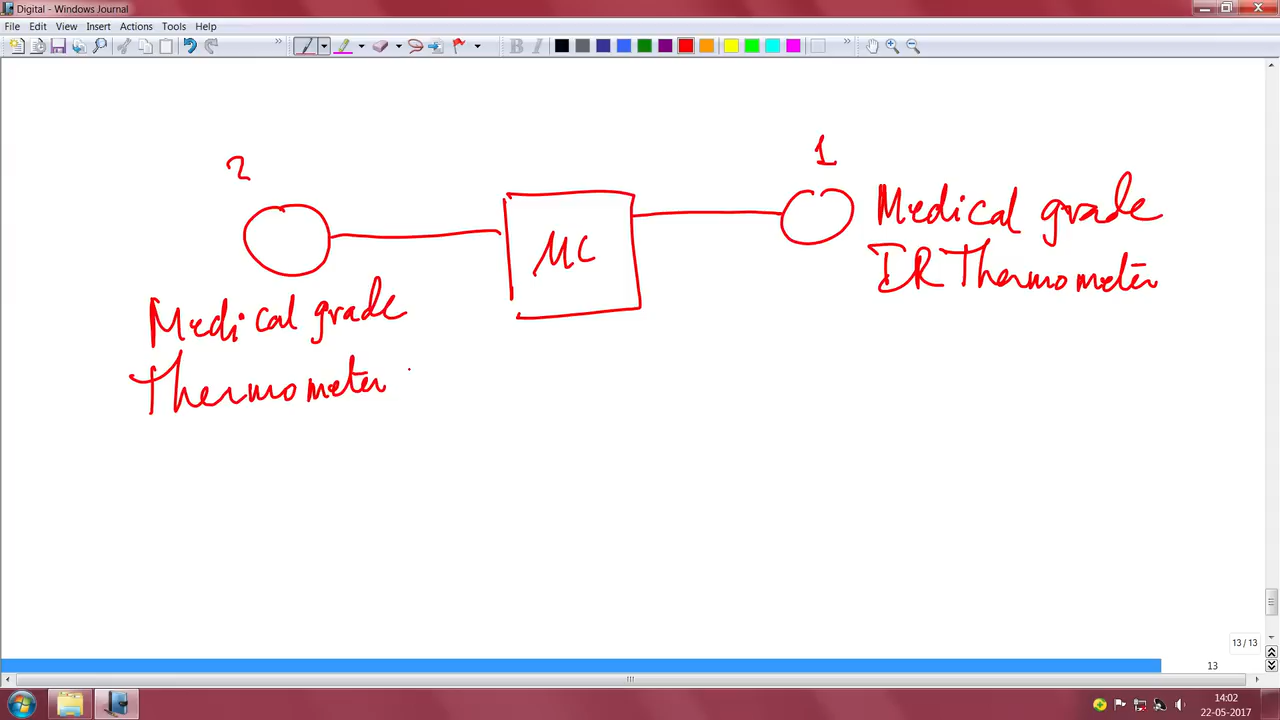 Digital - Windows Journal
File Edit View Insert Actions Tools Help
2
1
Medical grade
IR Thermometer
μC
Medical grade
Thermometer
13 / 13
13
14:02
22-05-2017